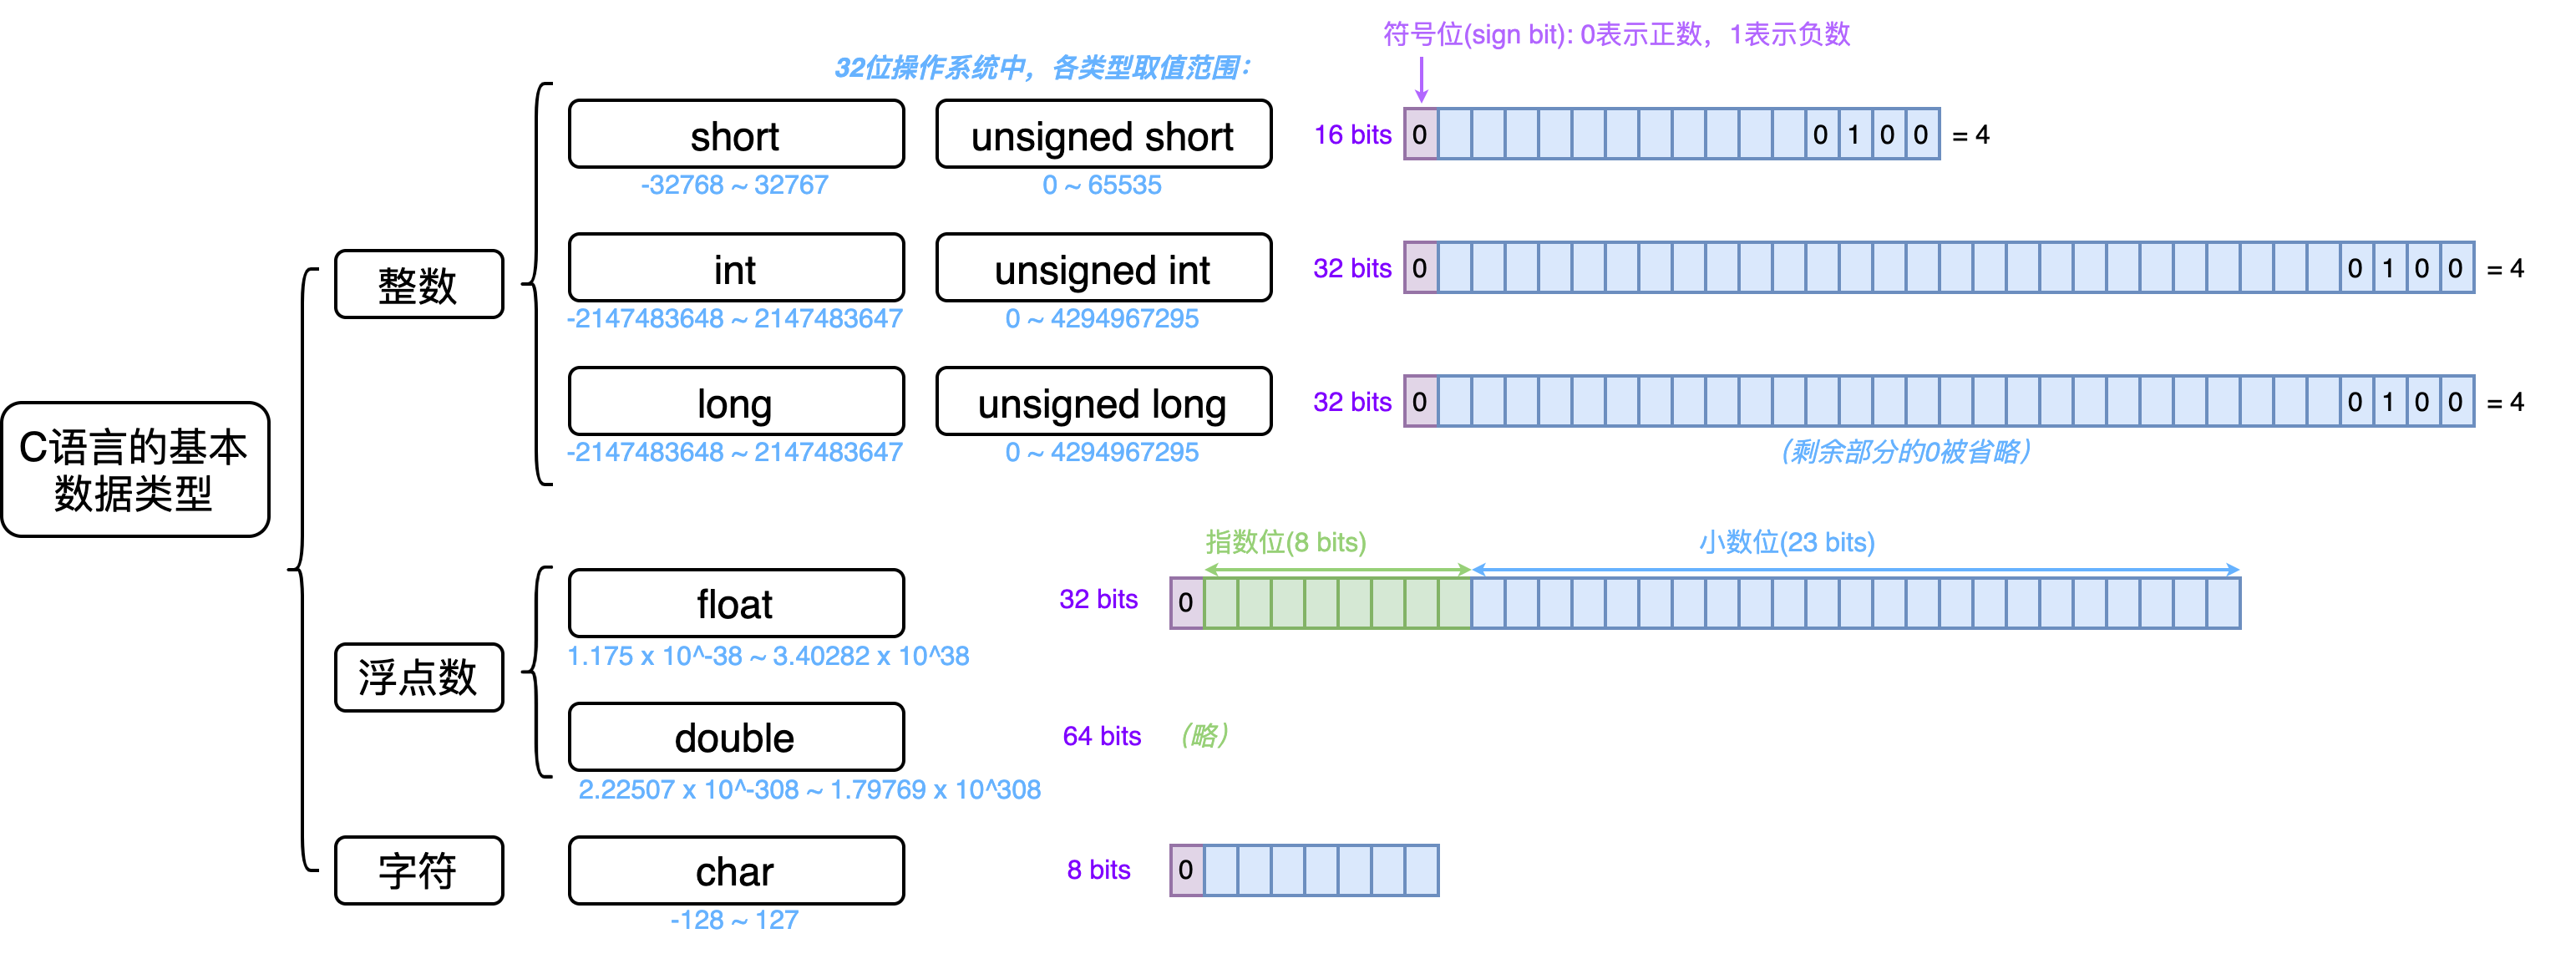 符号位(sign bit): 0表示正数，1表示负数
32位操作系统中，各类型取值范围：
short
unsigned short
16 bits
0
0 1 0 0
= 4
-32768 ~ 32767
0 ~ 65535
整数
int
unsigned int
32 bits
0
0 1 0 0
= 4
-2147483648 ~ 2147483647
0 ~ 4294967295
long
unsigned long
32 bits
0
0 1 0 0
= 4
-2147483648 ~ 2147483647
0 ~ 4294967295
（剩余部分的0被省略）
C语言的基本
数据类型
指数位(8 bits)
小数位(23 bits)
float
32 bits
0
1.175 x 10^-38 ~ 3.40282 x 10^38
浮点数
double
64 bits
（略）
2.22507 x 10^-308 ~ 1.79769 x 10^308
字符
char
8 bits
0
-128 ~ 127